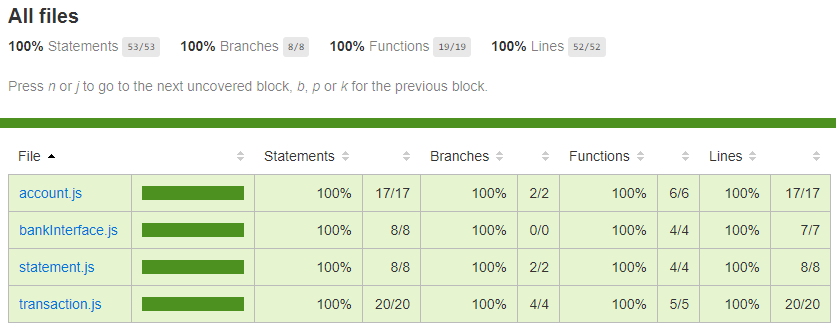 All files
100% Statements 53/53 100% Branches 8/8 100% Functions 19/19 100% Lines 52/52
Press n or j to go to the next uncovered block, b, p or k for the previous block.
File Statements Branches Functions Lines
account.js 100% 17/17 100% 2/2 100% 6/6 100% 17/17
bankInterface.js 100% 8/8 100% 0/0 100% 4/4 100% 7/7
statement.js 100% 8/8 100% 2/2 100% 4/4 100% 8/8
transaction.js 100% 20/20 100% 4/4 100% 5/5 100% 20/20